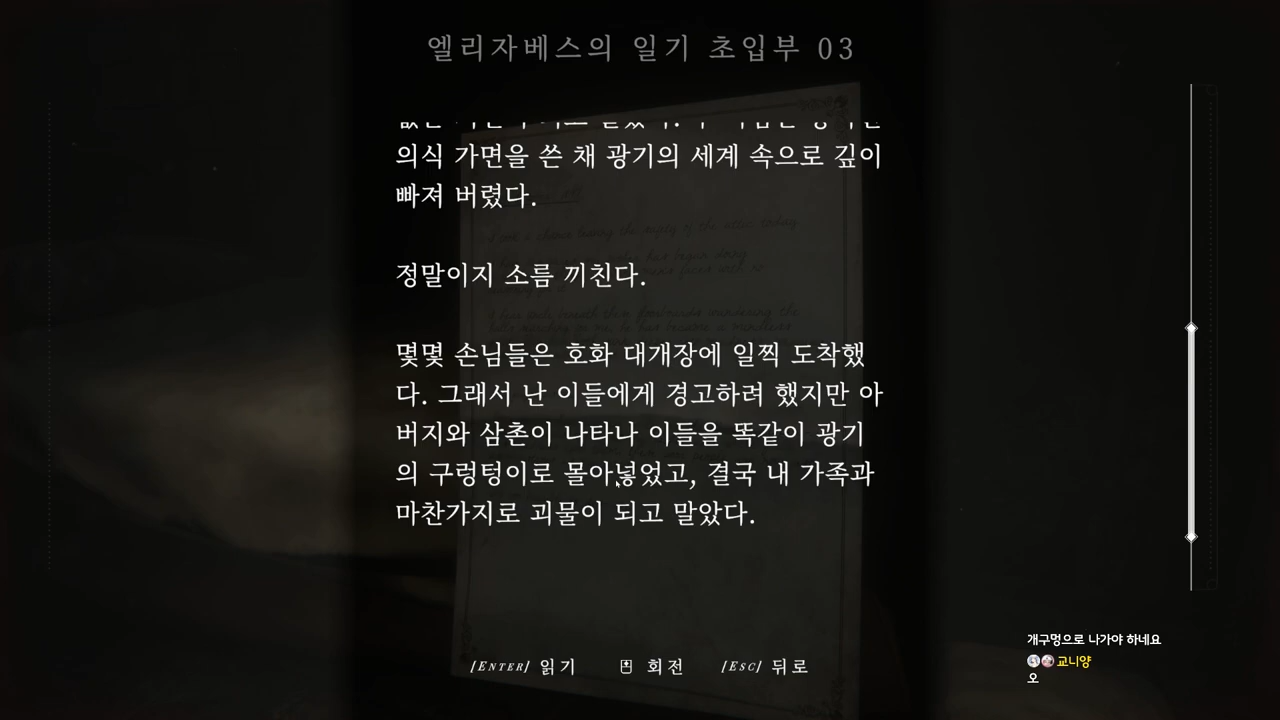 엘리자베스의 일기 초입부 03
의식 가면을 쓴 채 광기의 세계 속으로 깊이
빠져 버렸다.
정말이지 소름 끼친다.
몇몇 손님들은 호화 대개장에 일찍 도착했
다. 그래서 난 이들에게 경고하려 했지만 아
버지와 삼촌이 나타나 이들을 똑같이 광기
의 구렁텅이로 몰아넣었고, 결국 내 가족과
마찬가지로 괴물이 되고 말았다.
[ENTER] 읽기 회전 [ESC] 뒤로
개구멍으로 나가야 하네요
교니양
오